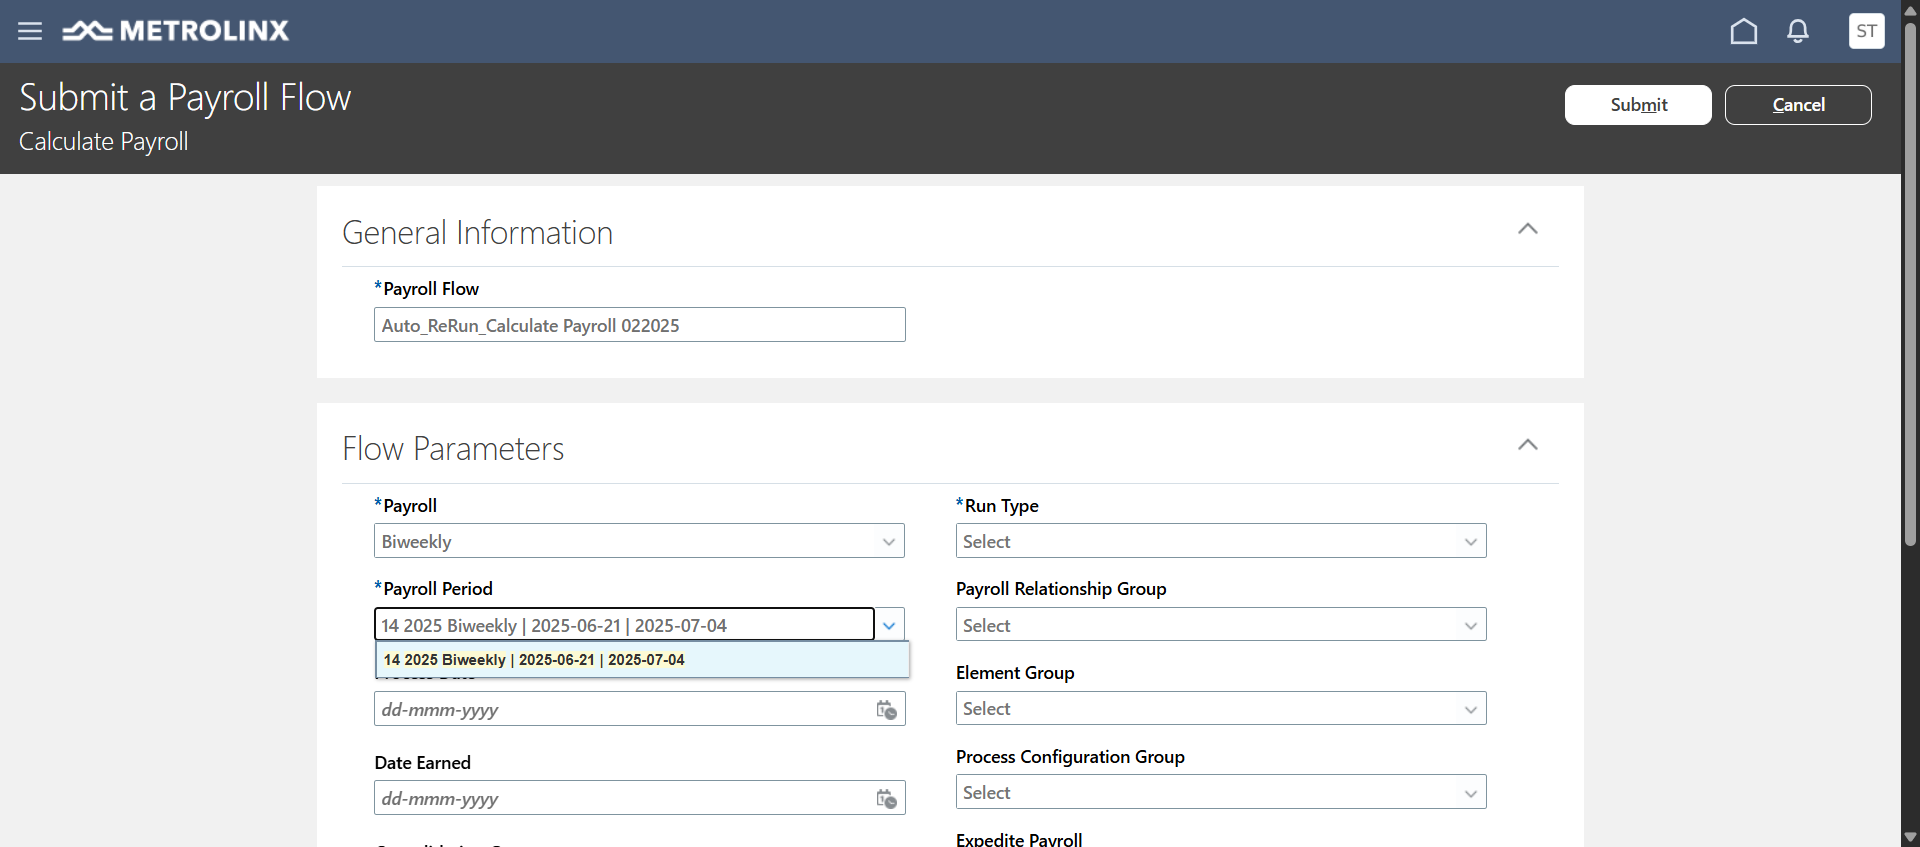 METROLINX
ST
Submit a Payroll Flow
Calculate Payroll
Submit
Cancel
General Information
*Payroll Flow
Auto_ReRun_Calculate Payroll 022025
Flow Parameters
*Payroll
Biweekly
*Run Type
Select
*Payroll Period
14 2025 Biweekly | 2025-06-21 | 2025-07-04
14 2025 Biweekly | 2025-06-21 | 2025-07-04
Payroll Relationship Group
Select
dd-mmm-yyyy
Element Group
Select
Date Earned
dd-mmm-yyyy
Process Configuration Group
Select
Expedite Payroll